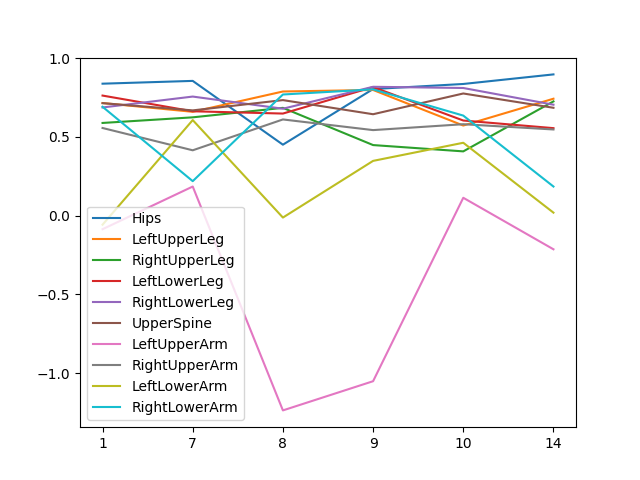 1.0
0.5
0.0
−0.5
−1.0
Hips
LeftUpperLeg
RightUpperLeg
LeftLowerLeg
RightLowerLeg
UpperSpine
LeftUpperArm
RightUpperArm
LeftLowerArm
RightLowerArm
1 7 8 9 10 14